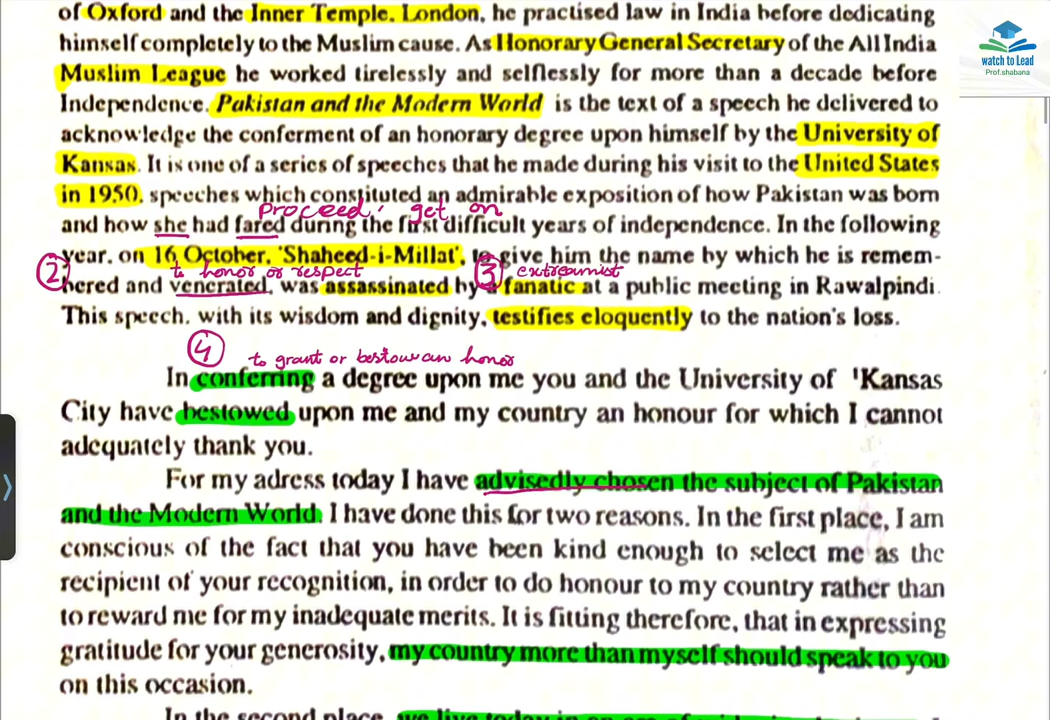 of Oxford and the Inner Temple, London, he practised law in India before dedicating
himself completely to the Muslim cause. As Honorary General Secretary of the All India
Muslim League he worked tirelessly and selflessly for more than a decade before
Independence. Pakistan and the Modern World is the text of a speech he delivered to
acknowledge the conferment of an honorary degree upon himself by the University of
Kansas. It is one of a series of speeches that he made during his visit to the United States
in 1950, speeches which constituted an admirable exposition of how Pakistan was born
Proceed, get on
and how she had fared during the first difficult years of independence. In the following
year, on 16 October, 'Shaheed-i-Millat', to give him the name by which he is remem-
② to honor or respect ③ extreamist
bered and venerated, was assassinated by a fanatic at a public meeting in Rawalpindi.
This speech, with its wisdom and dignity, testifies eloquently to the nation's loss.
④ to grant or bestow an honor
In conferring a degree upon me you and the University of 'Kansas
City have bestowed upon me and my country an honour for which I cannot
adequately thank you.
For my adress today I have advisedly chosen the subject of Pakistan
and the Modern World. I have done this for two reasons. In the first place, I am
conscious of the fact that you have been kind enough to select me as the
recipient of your recognition, in order to do honour to my country rather than
to reward me for my inadequate merits. It is fitting therefore, that in expressing
gratitude for your generosity, my country more than myself should speak to you
on this occasion.
In the second place, we live today in an
watch to Lead
Prof.shabana